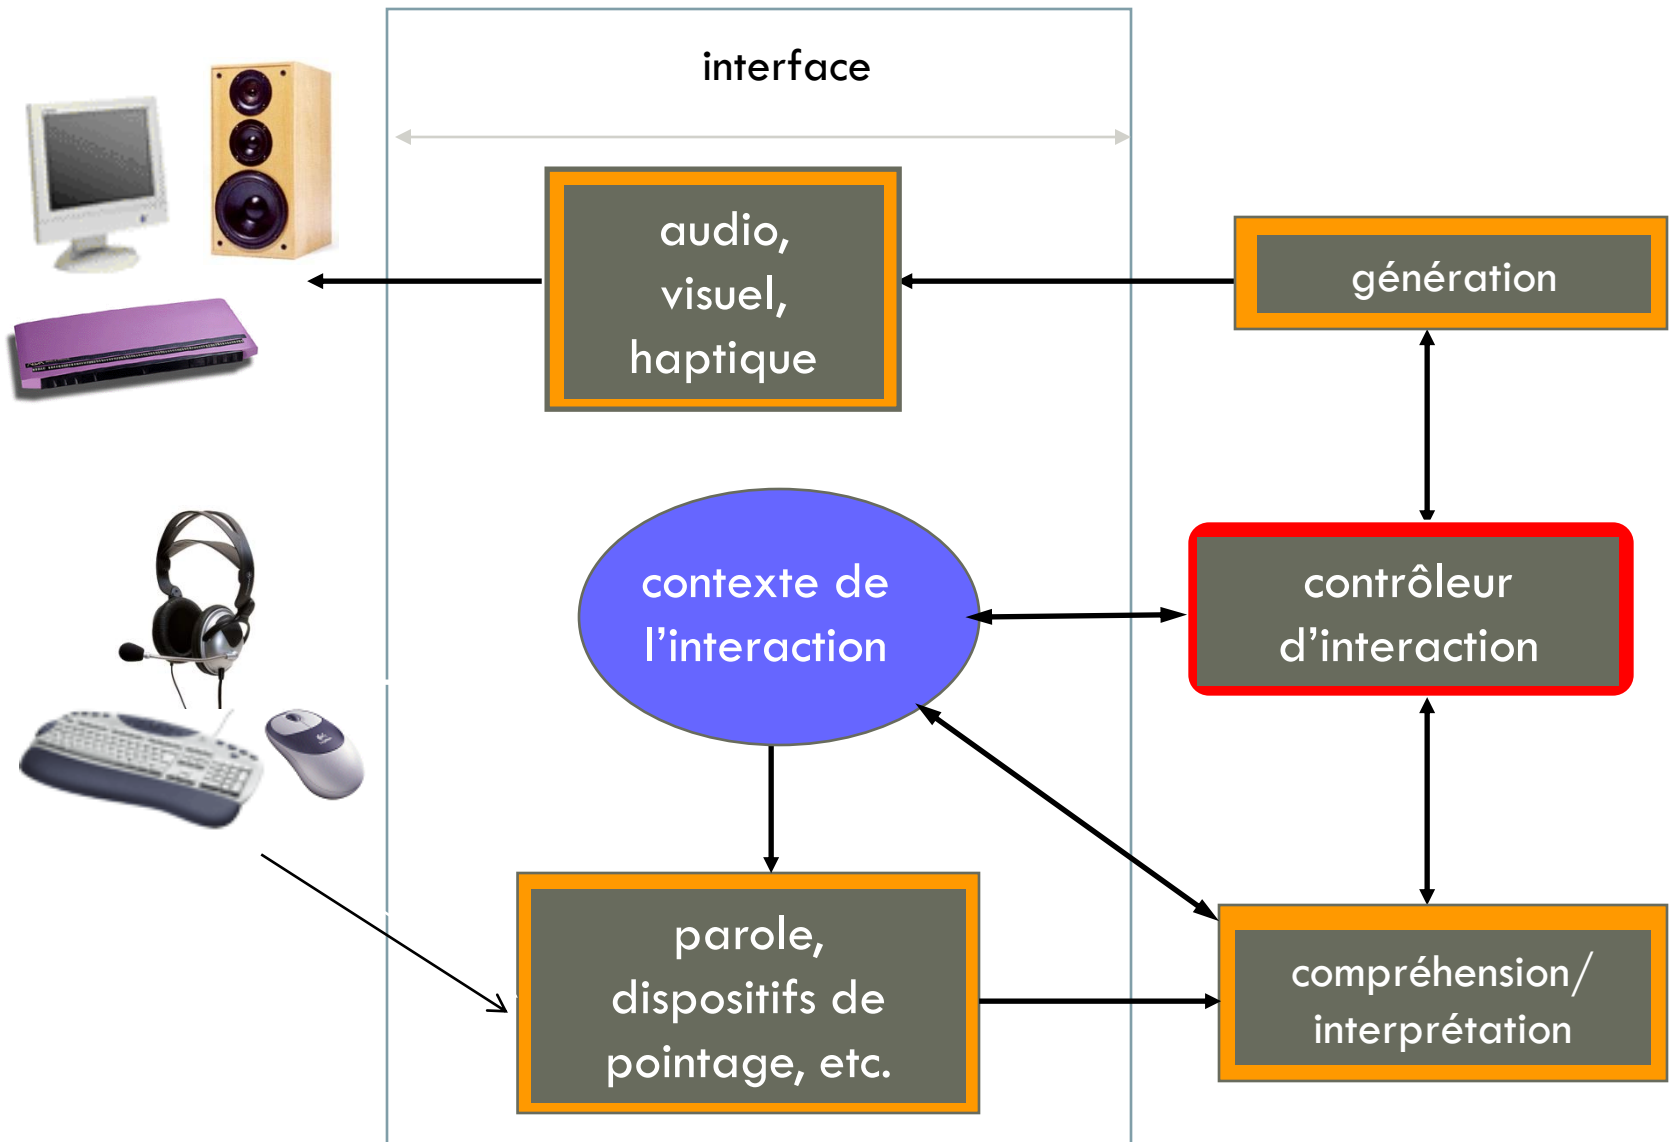 interface
audio,
visuel,
haptique
génération
contexte de
l’interaction
contrôleur
d’interaction
parole,
dispositifs de
pointage, etc.
compréhension/
interprétation